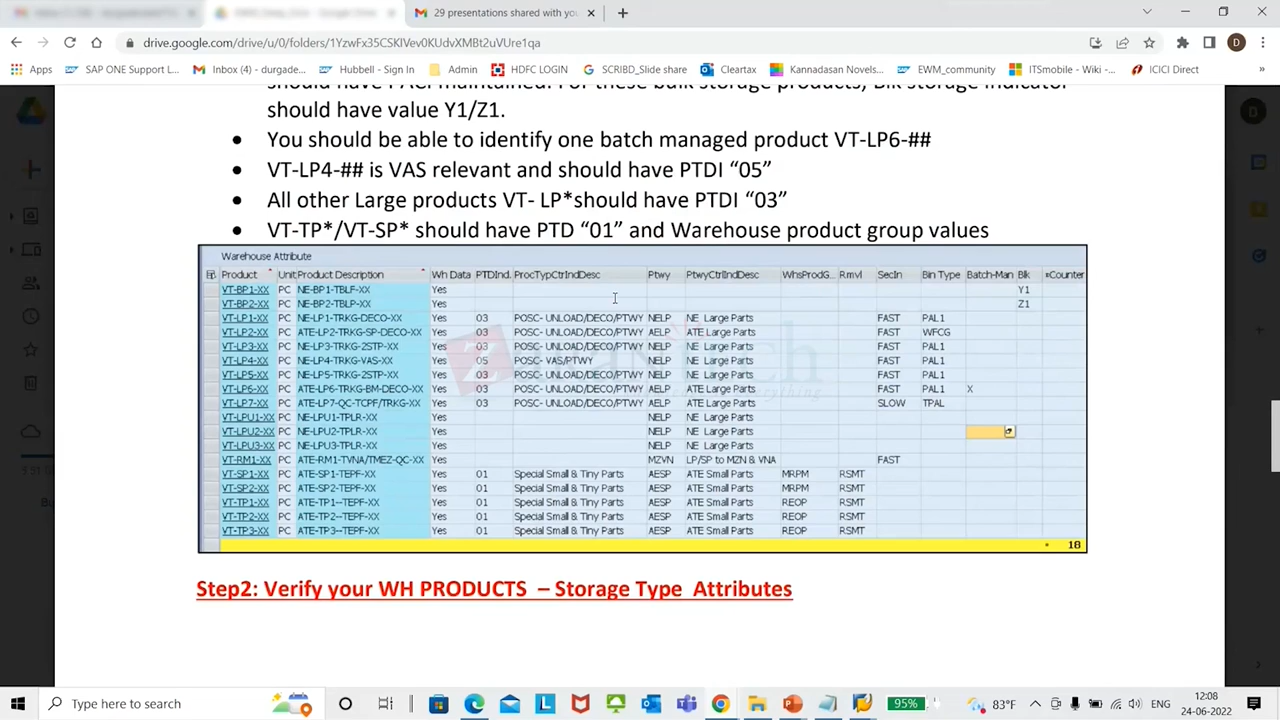 29 presentations shared with you
drive.google.com/drive/u/0/folders/1YzwFx35CSKIVev0KUdvXMBt2uVUre1qa
D
Apps SAP ONE Support L... Inbox (4) - durgade... Hubbell - Sign In Admin HDFC LOGIN SCRIBD_Slide share Cleartax Kannadasan Novels... EWM_community ITSmobile - Wiki -... ICICI Direct »
should have value Y1/Z1.
• You should be able to identify one batch managed product VT-LP6-##
• VT-LP4-## is VAS relevant and should have PTDI “05”
• All other Large products VT- LP*should have PTDI “03”
• VT-TP*/VT-SP* should have PTD “01” and Warehouse product group values
Warehouse Attribute
Product Unit Product Description Wh Data PTDInd. ProcTypCtrIndDesc Ptwy PtwyCtrlIndDesc WhsProdG... Rmvl SecIn Bin Type Batch-Man Blk ¤Counter
VT-BP1-XX PC NE-BP1-TBLF-XX Yes Y1
VT-BP2-XX PC NE-BP2-TBLP-XX Yes Z1
VT-LP1-XX PC NE-LP1-TRKG-DECO-XX Yes 03 POSC- UNLOAD/DECO/PTWY NELP NE Large Parts FAST PAL1
VT-LP2-XX PC ATE-LP2-TRKG-SP-DECO-XX Yes 03 POSC- UNLOAD/DECO/PTWY AELP ATE Large Parts FAST WFCG
VT-LP3-XX PC NE-LP3-TRKG-2STP-XX Yes 03 POSC- UNLOAD/DECO/PTWY NELP NE Large Parts FAST PAL1
VT-LP4-XX PC NE-LP4-TRKG-VAS-XX Yes 05 POSC- VAS/PTWY NELP NE Large Parts FAST PAL1
VT-LP5-XX PC NE-LP5-TRKG-2STP-XX Yes 03 POSC- UNLOAD/DECO/PTWY NELP NE Large Parts FAST PAL1
VT-LP6-XX PC ATE-LP6-TRKG-BM-DECO-XX Yes 03 POSC- UNLOAD/DECO/PTWY AELP ATE Large Parts FAST PAL1 X
VT-LP7-XX PC ATE-LP7-QC-TCPF/TRKG-XX Yes 03 POSC- UNLOAD/DECO/PTWY AELP ATE Large Parts SLOW TPAL
VT-LPU1-XX PC NE-LPU1-TPLR-XX Yes NELP NE Large Parts
VT-LPU2-XX PC NE-LPU2-TPLR-XX Yes NELP NE Large Parts
VT-LPU3-XX PC NE-LPU3-TPLR-XX Yes NELP NE Large Parts
VT-RM1-XX PC ATE-RM1-TVNA/TMEZ-QC-XX Yes MZVN LP/SP to MZN & VNA FAST
VT-SP1-XX PC ATE-SP1-TEPF-XX Yes 01 Special Small & Tiny Parts AESP ATE Small Parts MRPM RSMT
VT-SP2-XX PC ATE-SP2-TEPF-XX Yes 01 Special Small & Tiny Parts AESP ATE Small Parts MRPM RSMT
VT-TP1-XX PC ATE-TP1--TEPF-XX Yes 01 Special Small & Tiny Parts AESP ATE Small Parts REOP RSMT
VT-TP2-XX PC ATE-TP2--TEPF-XX Yes 01 Special Small & Tiny Parts AESP ATE Small Parts REOP RSMT
VT-TP3-XX PC ATE-TP3--TEPF-XX Yes 01 Special Small & Tiny Parts AESP ATE Small Parts REOP RSMT
18
Step2: Verify your WH PRODUCTS – Storage Type Attributes
Type here to search
95%
83°F
ENG
12:08
24-06-2022